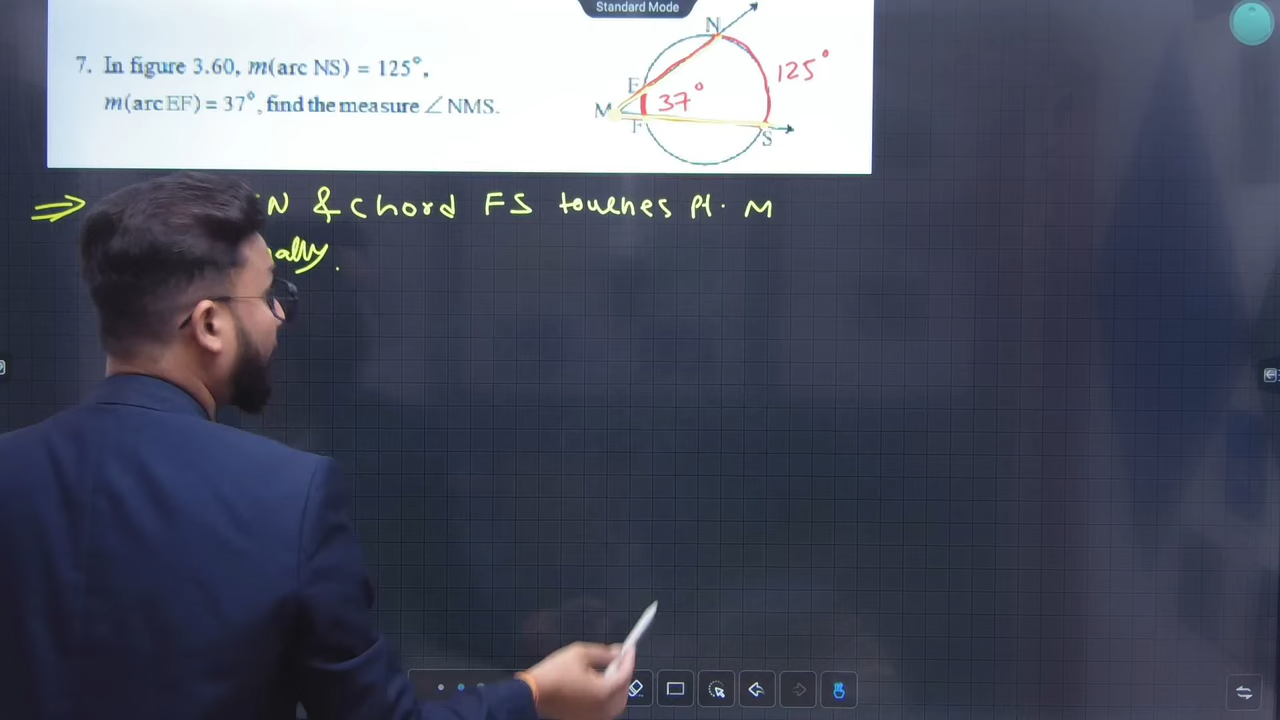 Standard Mode
7. In figure 3.60, m(arc NS) = 125°,
m(arc EF) = 37°, find the measure ∠ NMS.
N
E
M
F
S
37°
125°
⇒ N & Chord FS touches Pt. M
ally.